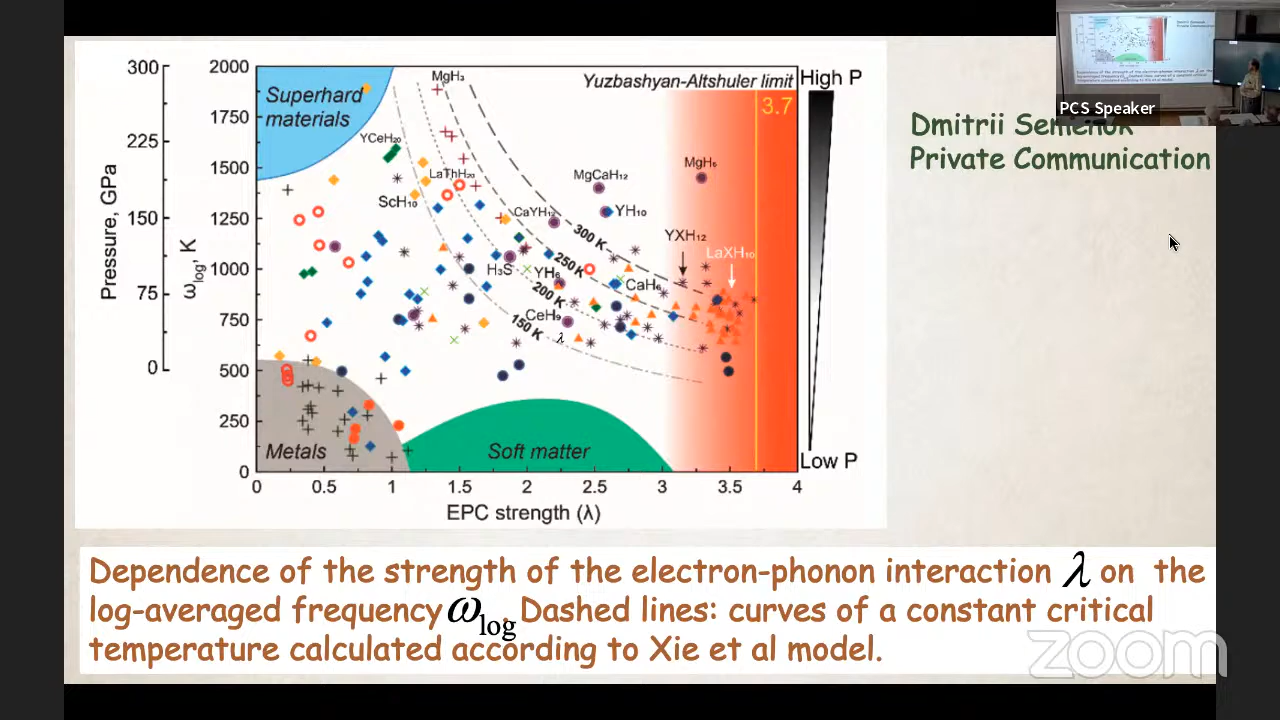 300
225
150
75
0
Pressure, GPa
2000
1750
1500
1250
1000
750
500
250
0
ωlog, K
Superhard
materials
MgH₂
Yuzbashyan-Altshuler limit
3.7
High P
YCeH₂₀
LaThH₂₀
ScH₁₀
MgCaH₁₂
MgH₆
CaYH₁₂
YH₁₀
300 K
YXH₁₂
LaXH₁₀
H₃S
YH₆
250 K
CaH₆
200 K
CeH₉
150 K
λ
Metals
Soft matter
Low P
0 0.5 1 1.5 2 2.5 3 3.5 4
EPC strength (λ)
PCS Speaker
Dmitrii Semenok
Private Communication
Dependence of the strength of the electron-phonon interaction λ on the
log-averaged frequency ωlog. Dashed lines: curves of a constant critical
temperature calculated according to Xie et al model.
zoom